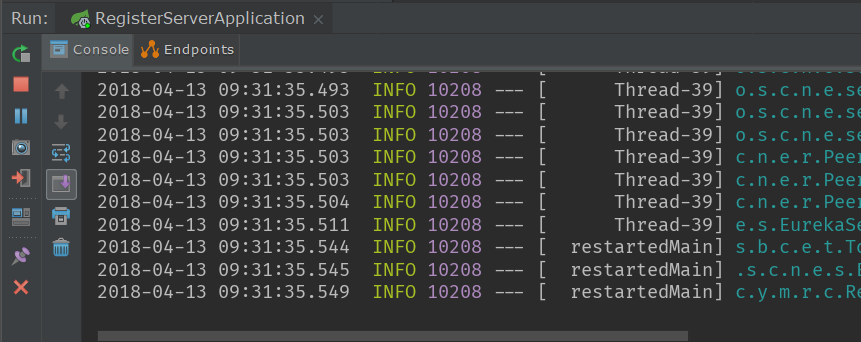 Run: RegisterServerApplication ×
Console Endpoints
2018-04-13 09:31:35.493 INFO 10208 --- [ Thread-39] o.s.c.n.e.se
2018-04-13 09:31:35.503 INFO 10208 --- [ Thread-39] o.s.c.n.e.se
2018-04-13 09:31:35.503 INFO 10208 --- [ Thread-39] o.s.c.n.e.se
2018-04-13 09:31:35.503 INFO 10208 --- [ Thread-39] c.n.e.r.Peer
2018-04-13 09:31:35.503 INFO 10208 --- [ Thread-39] c.n.e.r.Peer
2018-04-13 09:31:35.504 INFO 10208 --- [ Thread-39] c.n.e.r.Peer
2018-04-13 09:31:35.511 INFO 10208 --- [ Thread-39] e.s.EurekaSe
2018-04-13 09:31:35.544 INFO 10208 --- [ restartedMain] s.b.c.e.t.To
2018-04-13 09:31:35.545 INFO 10208 --- [ restartedMain] .s.c.n.e.s.E
2018-04-13 09:31:35.549 INFO 10208 --- [ restartedMain] c.y.m.r.c.Re